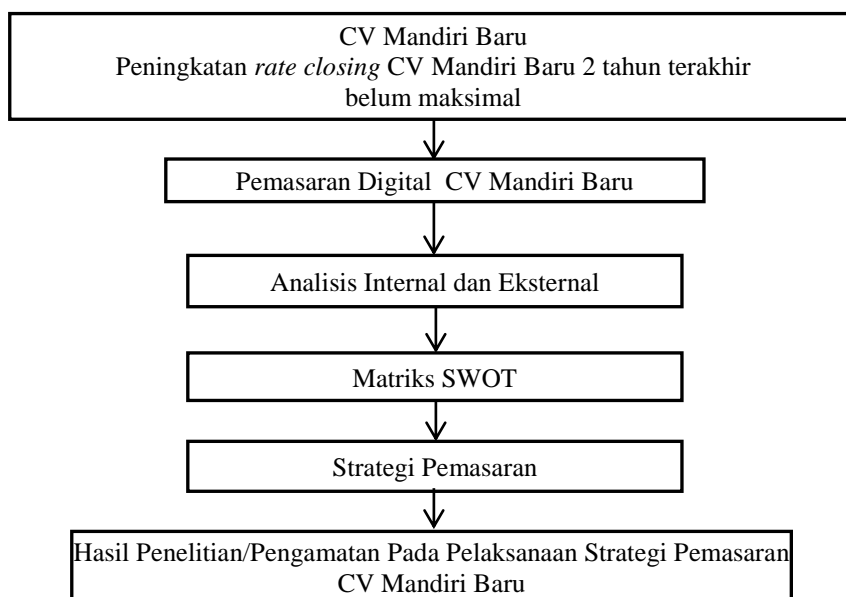 CV Mandiri Baru
Peningkatan rate closing CV Mandiri Baru 2 tahun terakhir
belum maksimal
Pemasaran Digital CV Mandiri Baru
Analisis Internal dan Eksternal
Matriks SWOT
Strategi Pemasaran
Hasil Penelitian/Pengamatan Pada Pelaksanaan Strategi Pemasaran
CV Mandiri Baru